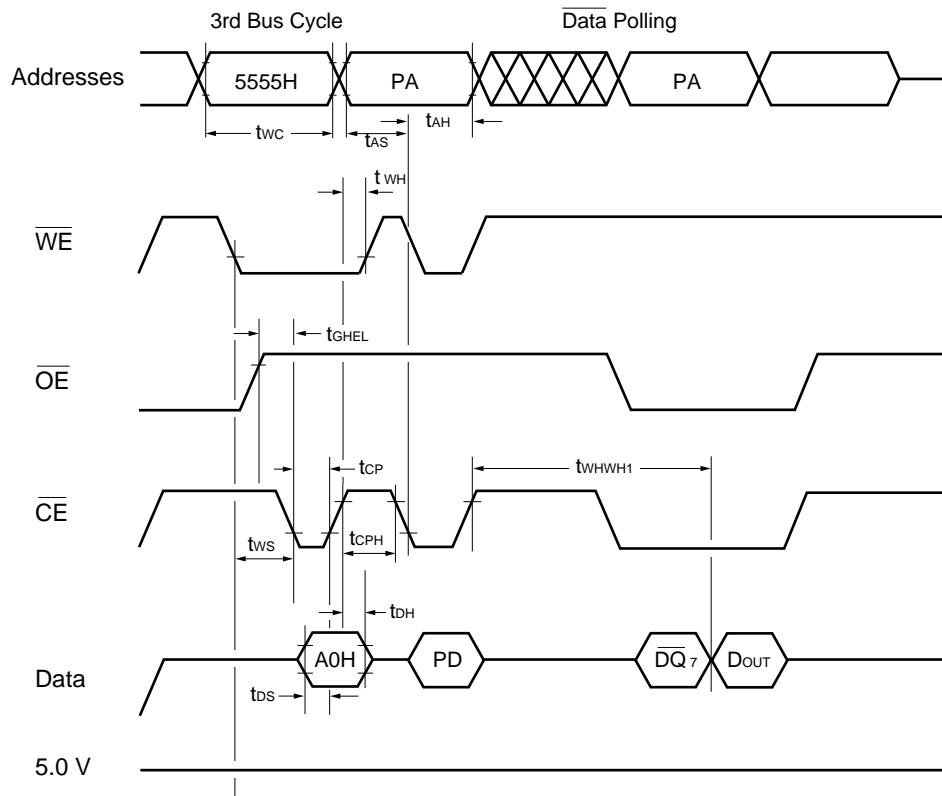 3rd Bus Cycle
Data Polling
Addresses
5555H
PA
PA
tWC
tAS
tAH
tWH
WE
tGHEL
OE
tCP
tWHWH1
CE
tWS
tCPH
tDH
Data
A0H
PD
DQ7
DOUT
tDS
5.0 V